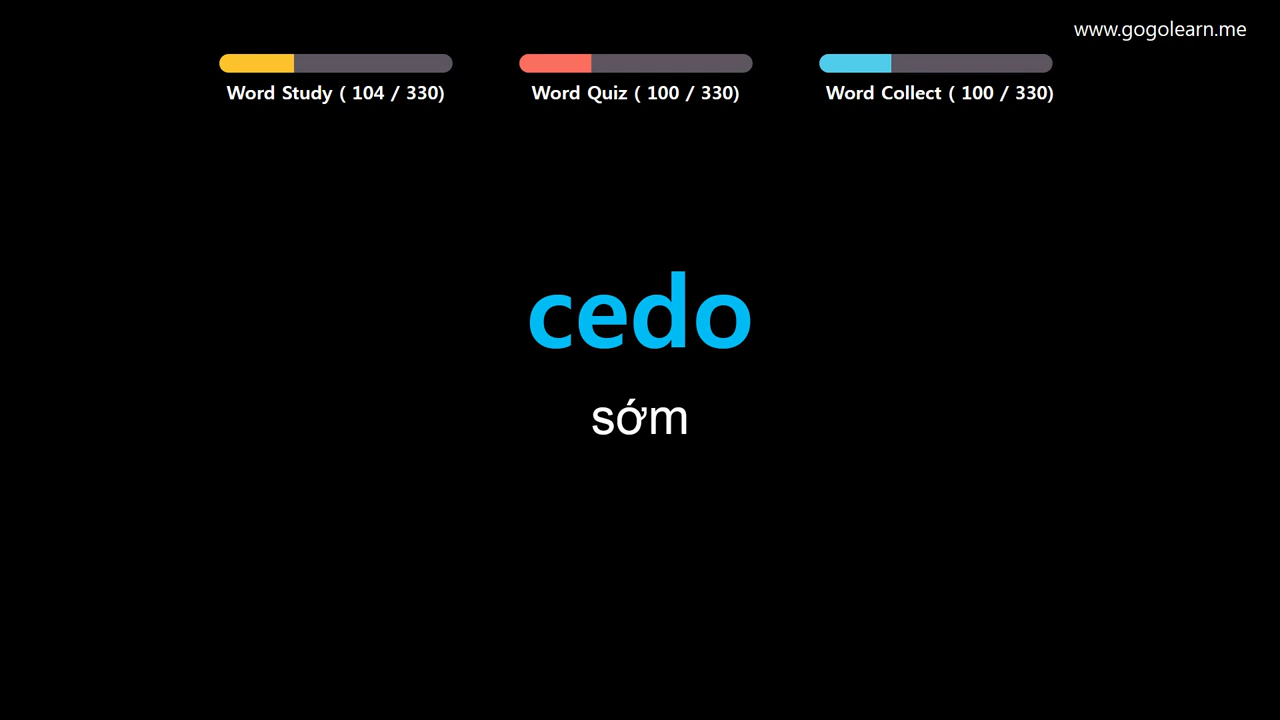 www.gogolearn.me
Word Study ( 104 / 330)
Word Quiz ( 100 / 330)
Word Collect ( 100 / 330)
cedo
sớm